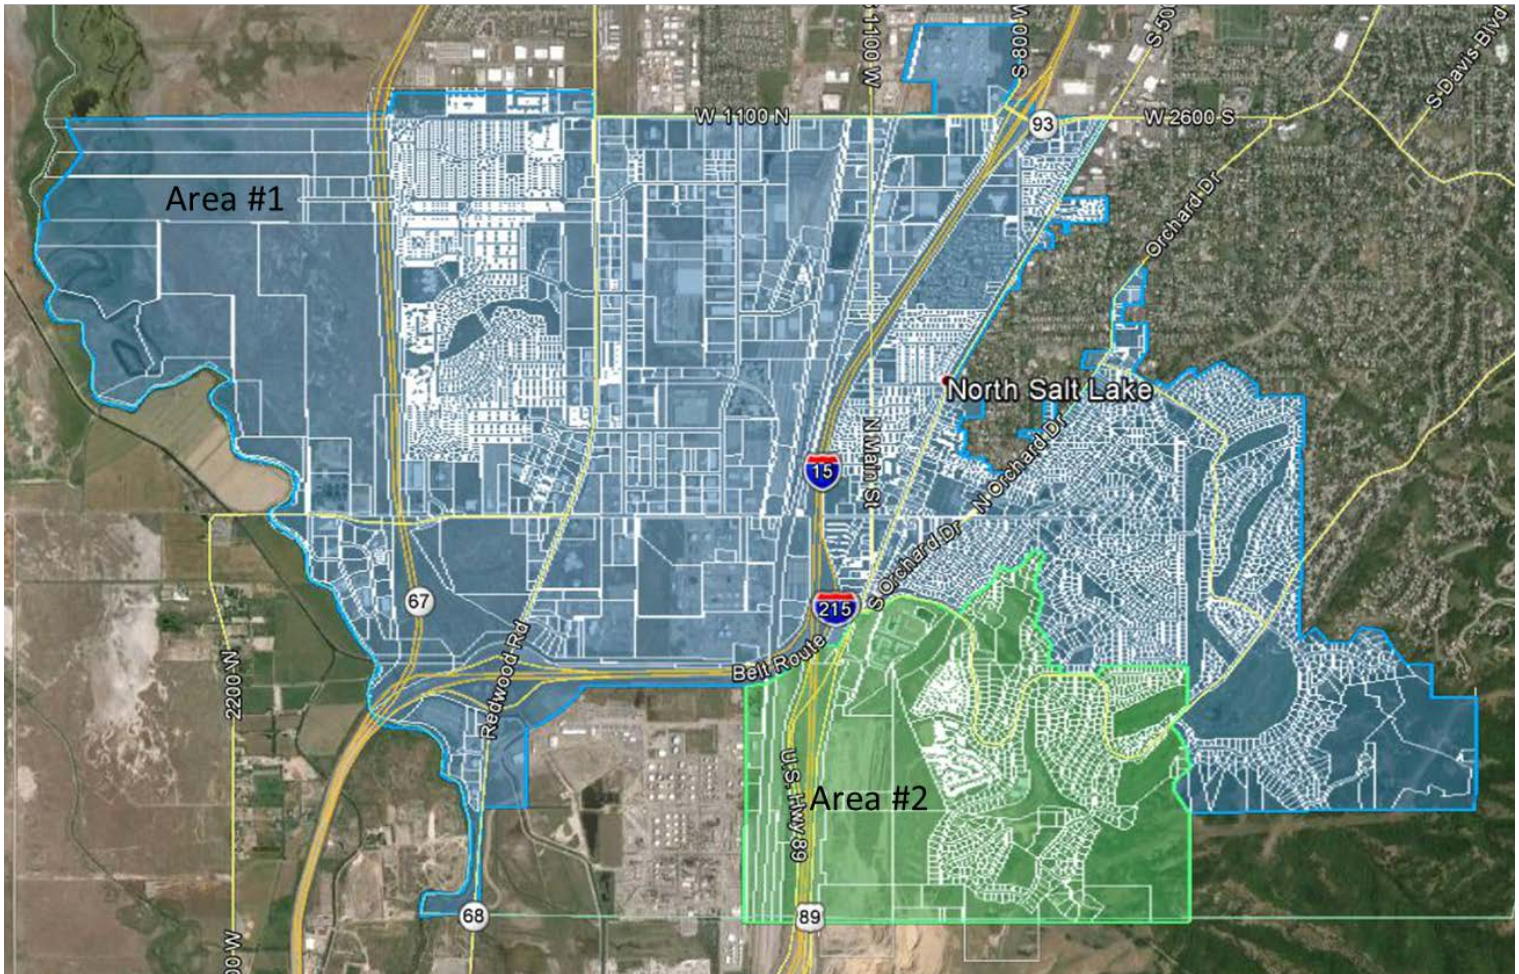 S 1100 W
S 800 W
S 500
S Davis Blvd
W 1100 N
93
W 2600 S
Area #1
Orchard Dr
North Salt Lake
15
N Main St
N Orchard Dr
S Orchard Dr
67
215
Belt Route
Redwood Rd
2200 W
U.S. Hwy 89
Area #2
68
89
00 W